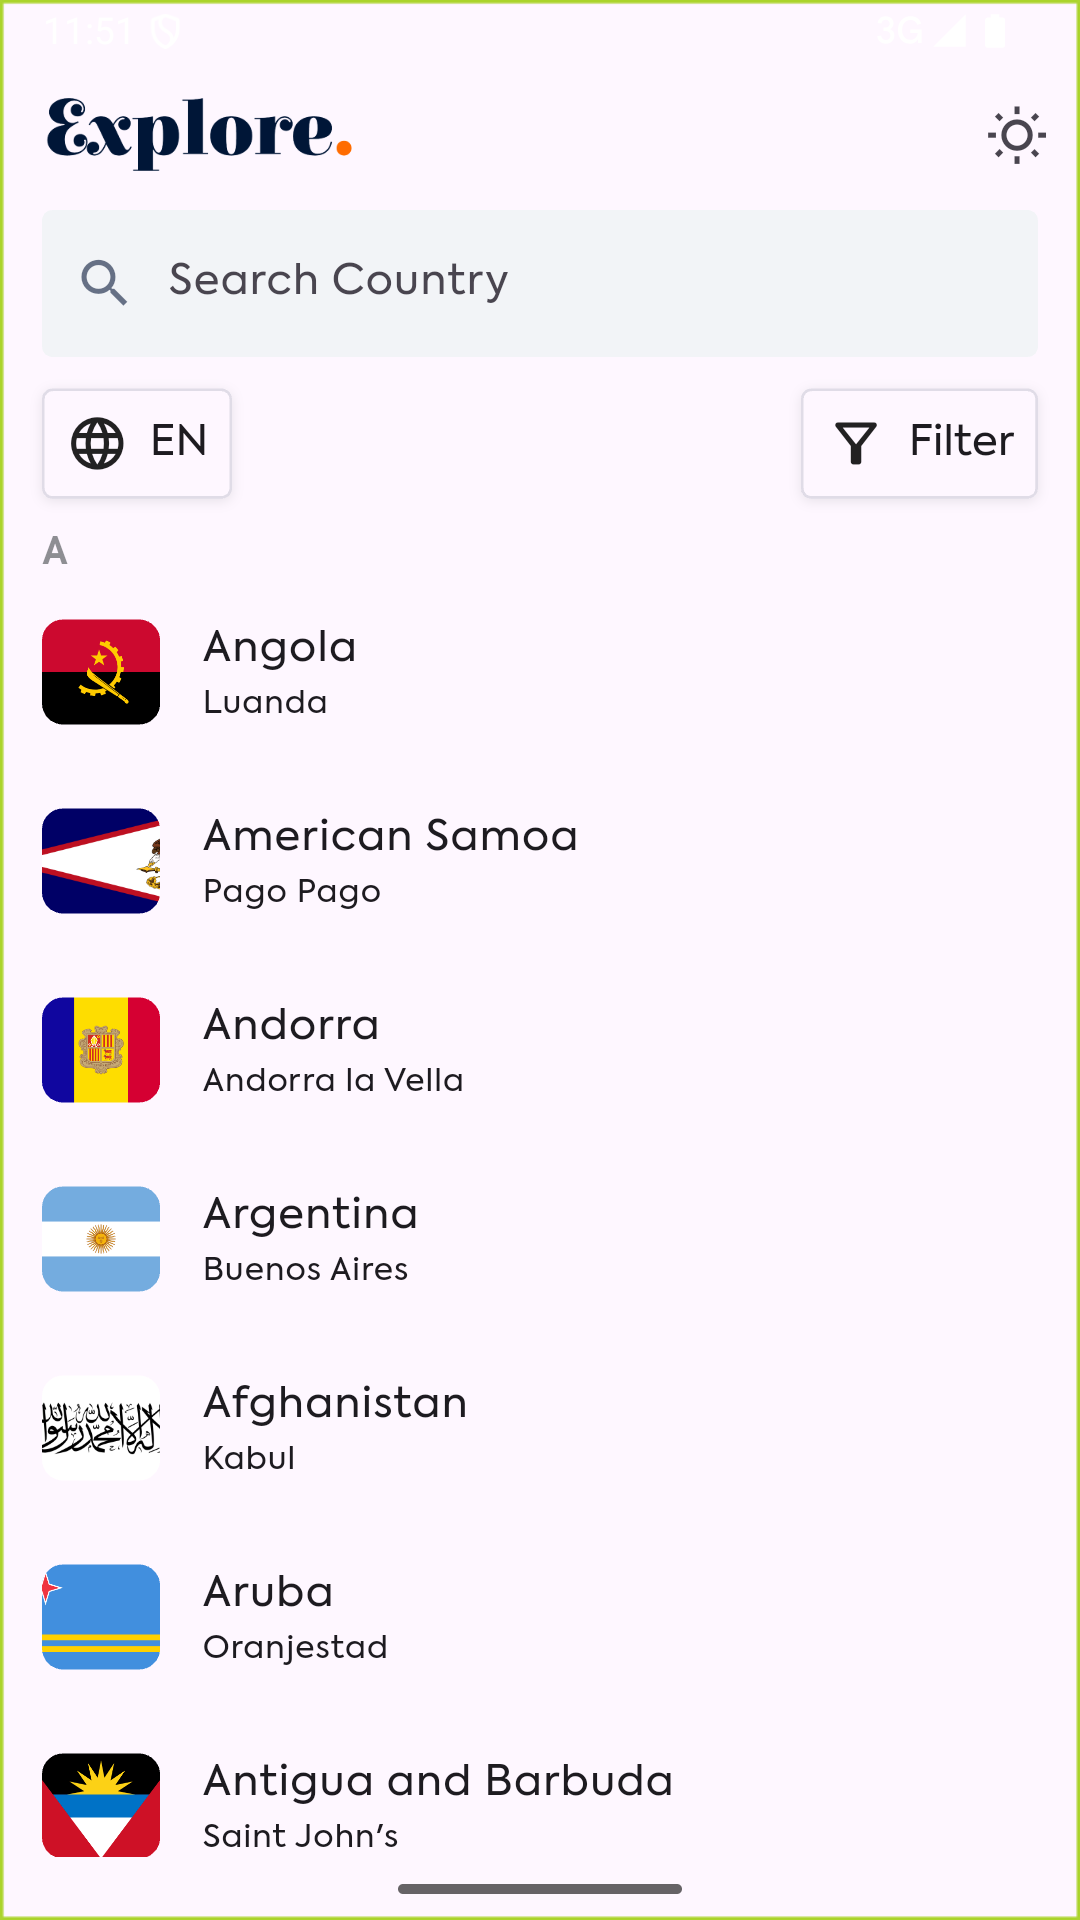 11:51 3G
Explore.
Search Country
EN Filter
A
Angola
Luanda
American Samoa
Pago Pago
Andorra
Andorra la Vella
Argentina
Buenos Aires
Afghanistan
Kabul
Aruba
Oranjestad
Antigua and Barbuda
Saint John's